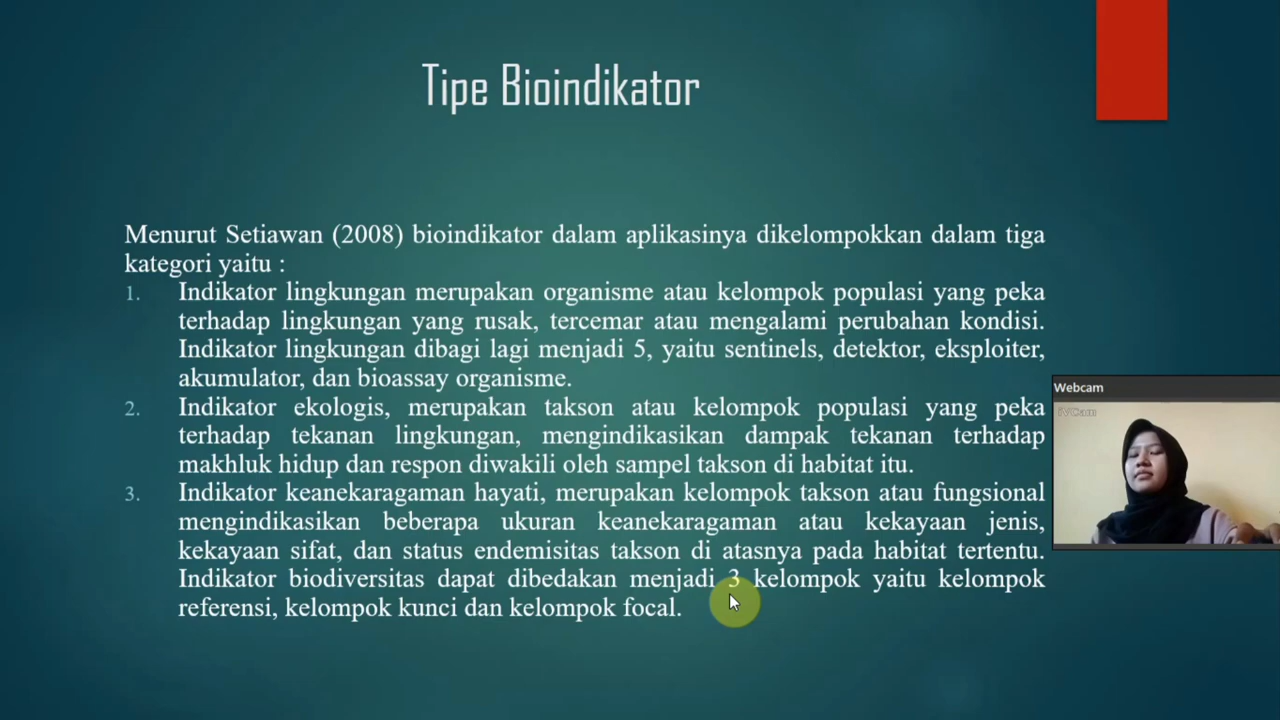 Tipe Bioindikator
Menurut Setiawan (2008) bioindikator dalam aplikasinya dikelompokkan dalam tiga
kategori yaitu :
1. Indikator lingkungan merupakan organisme atau kelompok populasi yang peka
terhadap lingkungan yang rusak, tercemar atau mengalami perubahan kondisi.
Indikator lingkungan dibagi lagi menjadi 5, yaitu sentinels, detektor, eksploiter,
akumulator, dan bioassay organisme.
2. Indikator ekologis, merupakan takson atau kelompok populasi yang peka
terhadap tekanan lingkungan, mengindikasikan dampak tekanan terhadap
makhluk hidup dan respon diwakili oleh sampel takson di habitat itu.
3. Indikator keanekaragaman hayati, merupakan kelompok takson atau fungsional
mengindikasikan beberapa ukuran keanekaragaman atau kekayaan jenis,
kekayaan sifat, dan status endemisitas takson di atasnya pada habitat tertentu.
Indikator biodiversitas dapat dibedakan menjadi 3 kelompok yaitu kelompok
referensi, kelompok kunci dan kelompok focal.
Webcam
iVCam